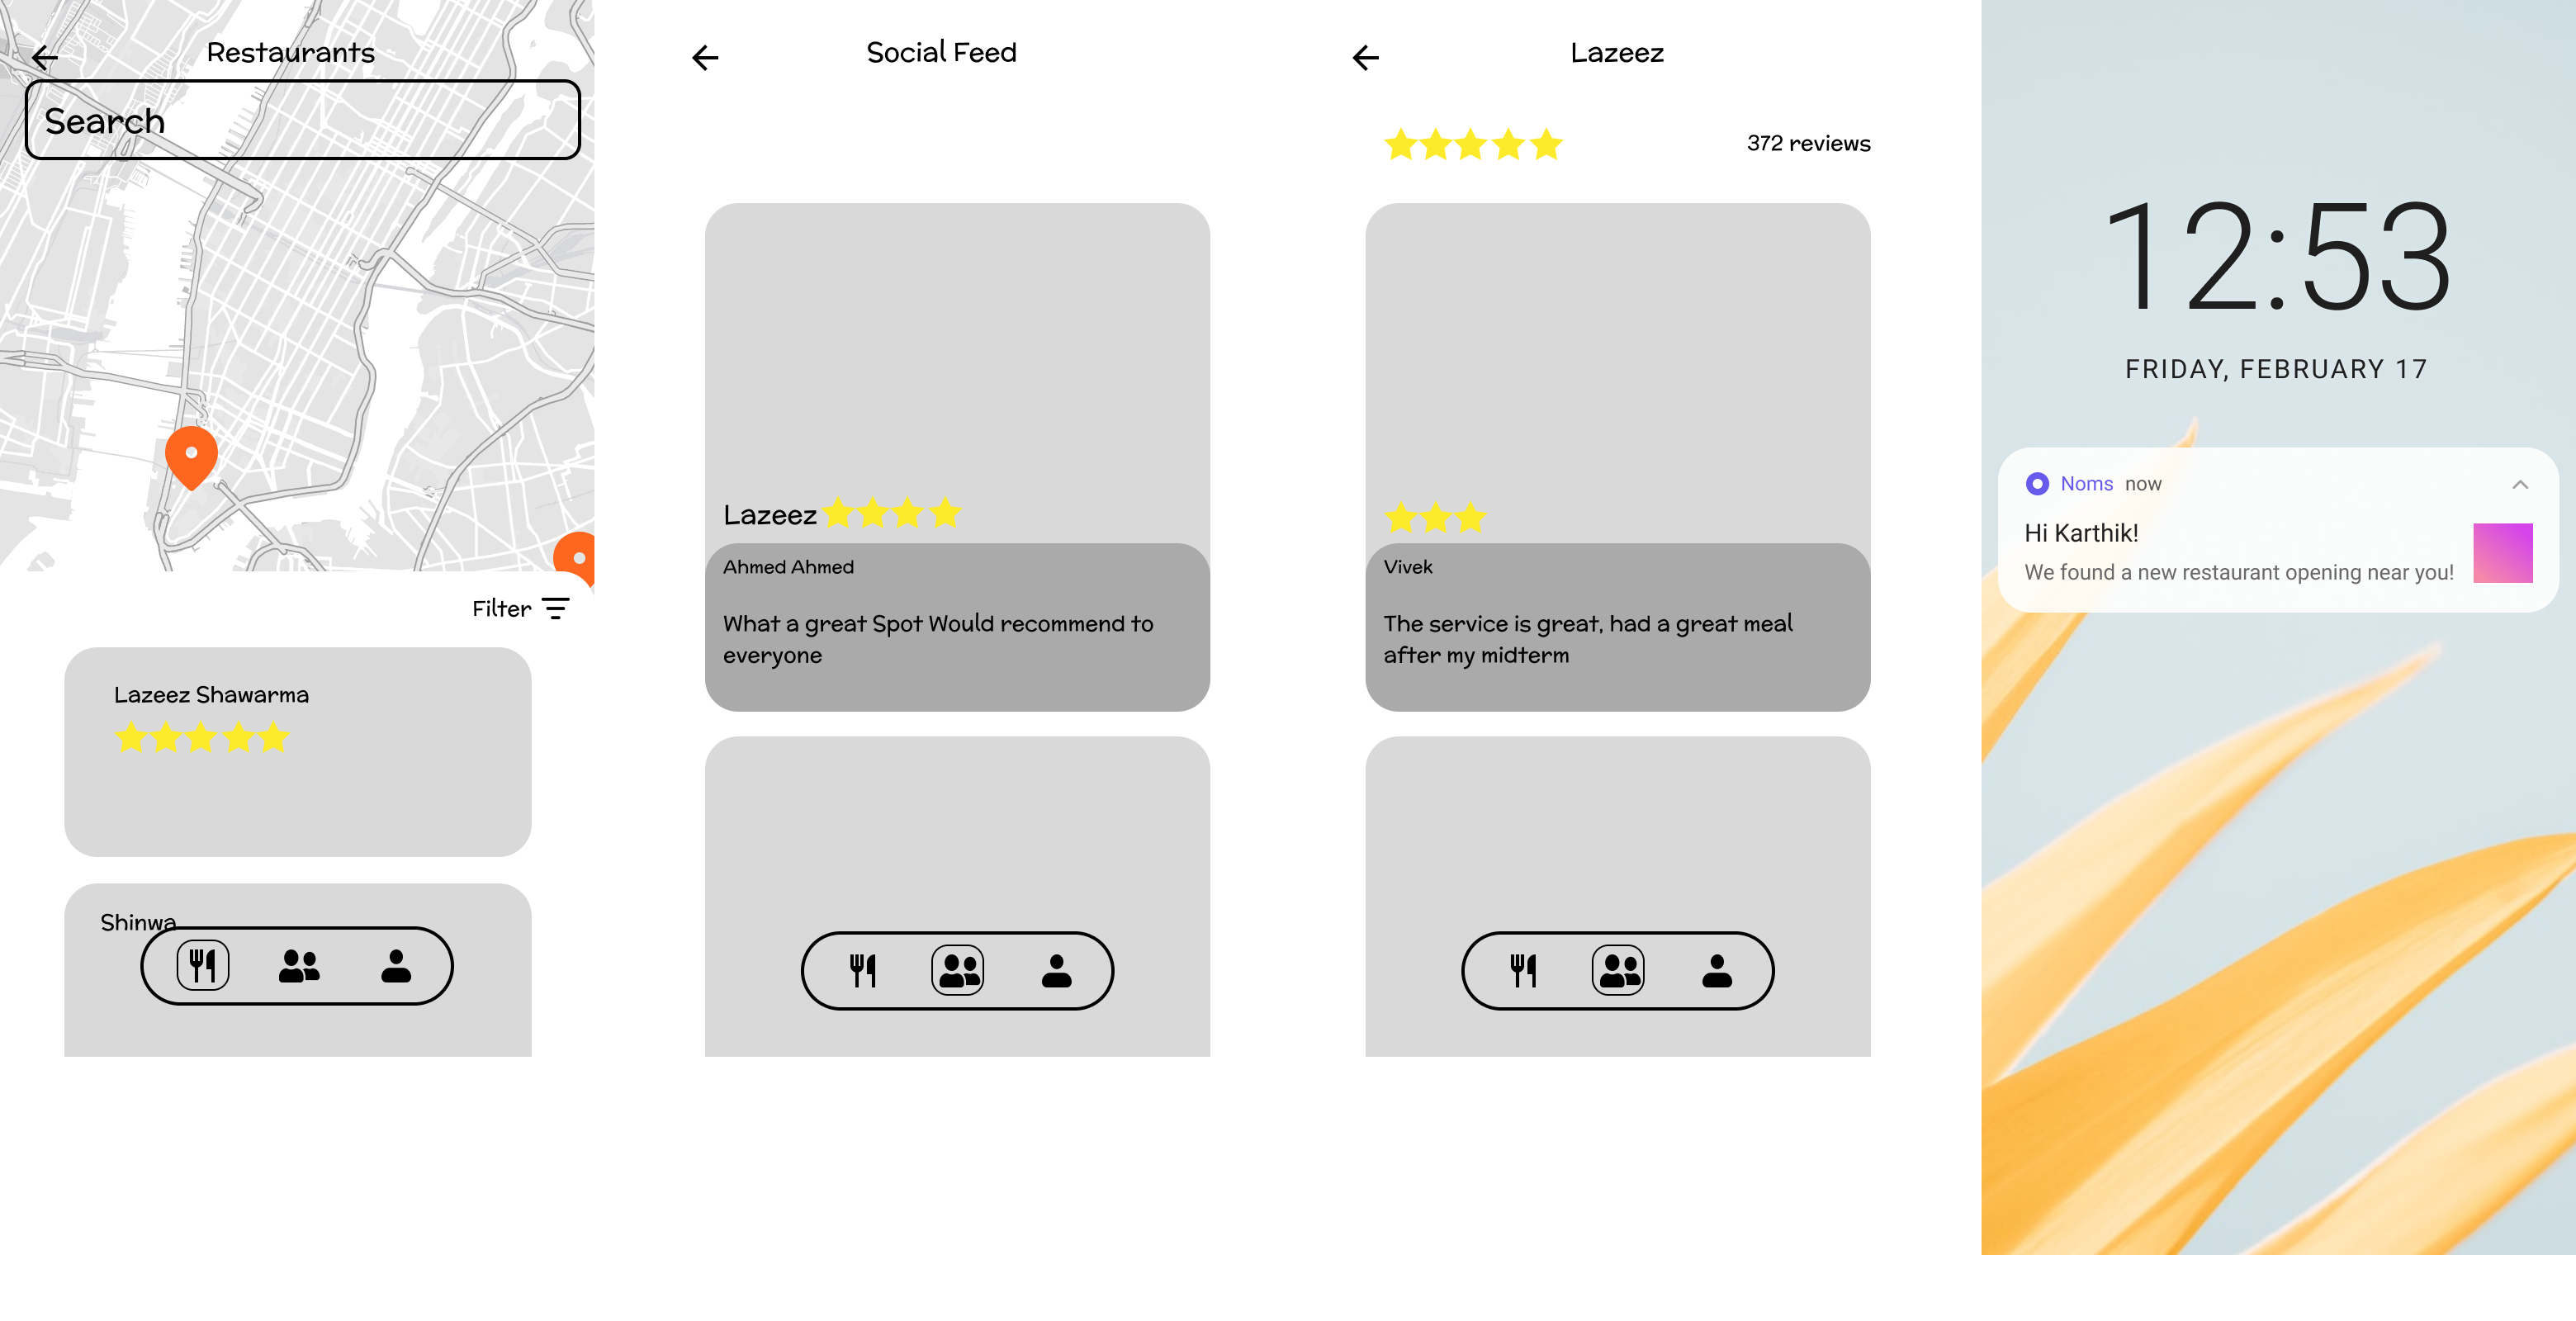 Restaurants
Search
Filter
Lazeez Shawarma
Shinwa
Social Feed
Lazeez
Ahmed Ahmed
What a great Spot Would recommend to
everyone
Lazeez
372 reviews
Vivek
The service is great, had a great meal
after my midterm
12:53
FRIDAY, FEBRUARY 17
Noms now
Hi Karthik!
We found a new restaurant opening near you!